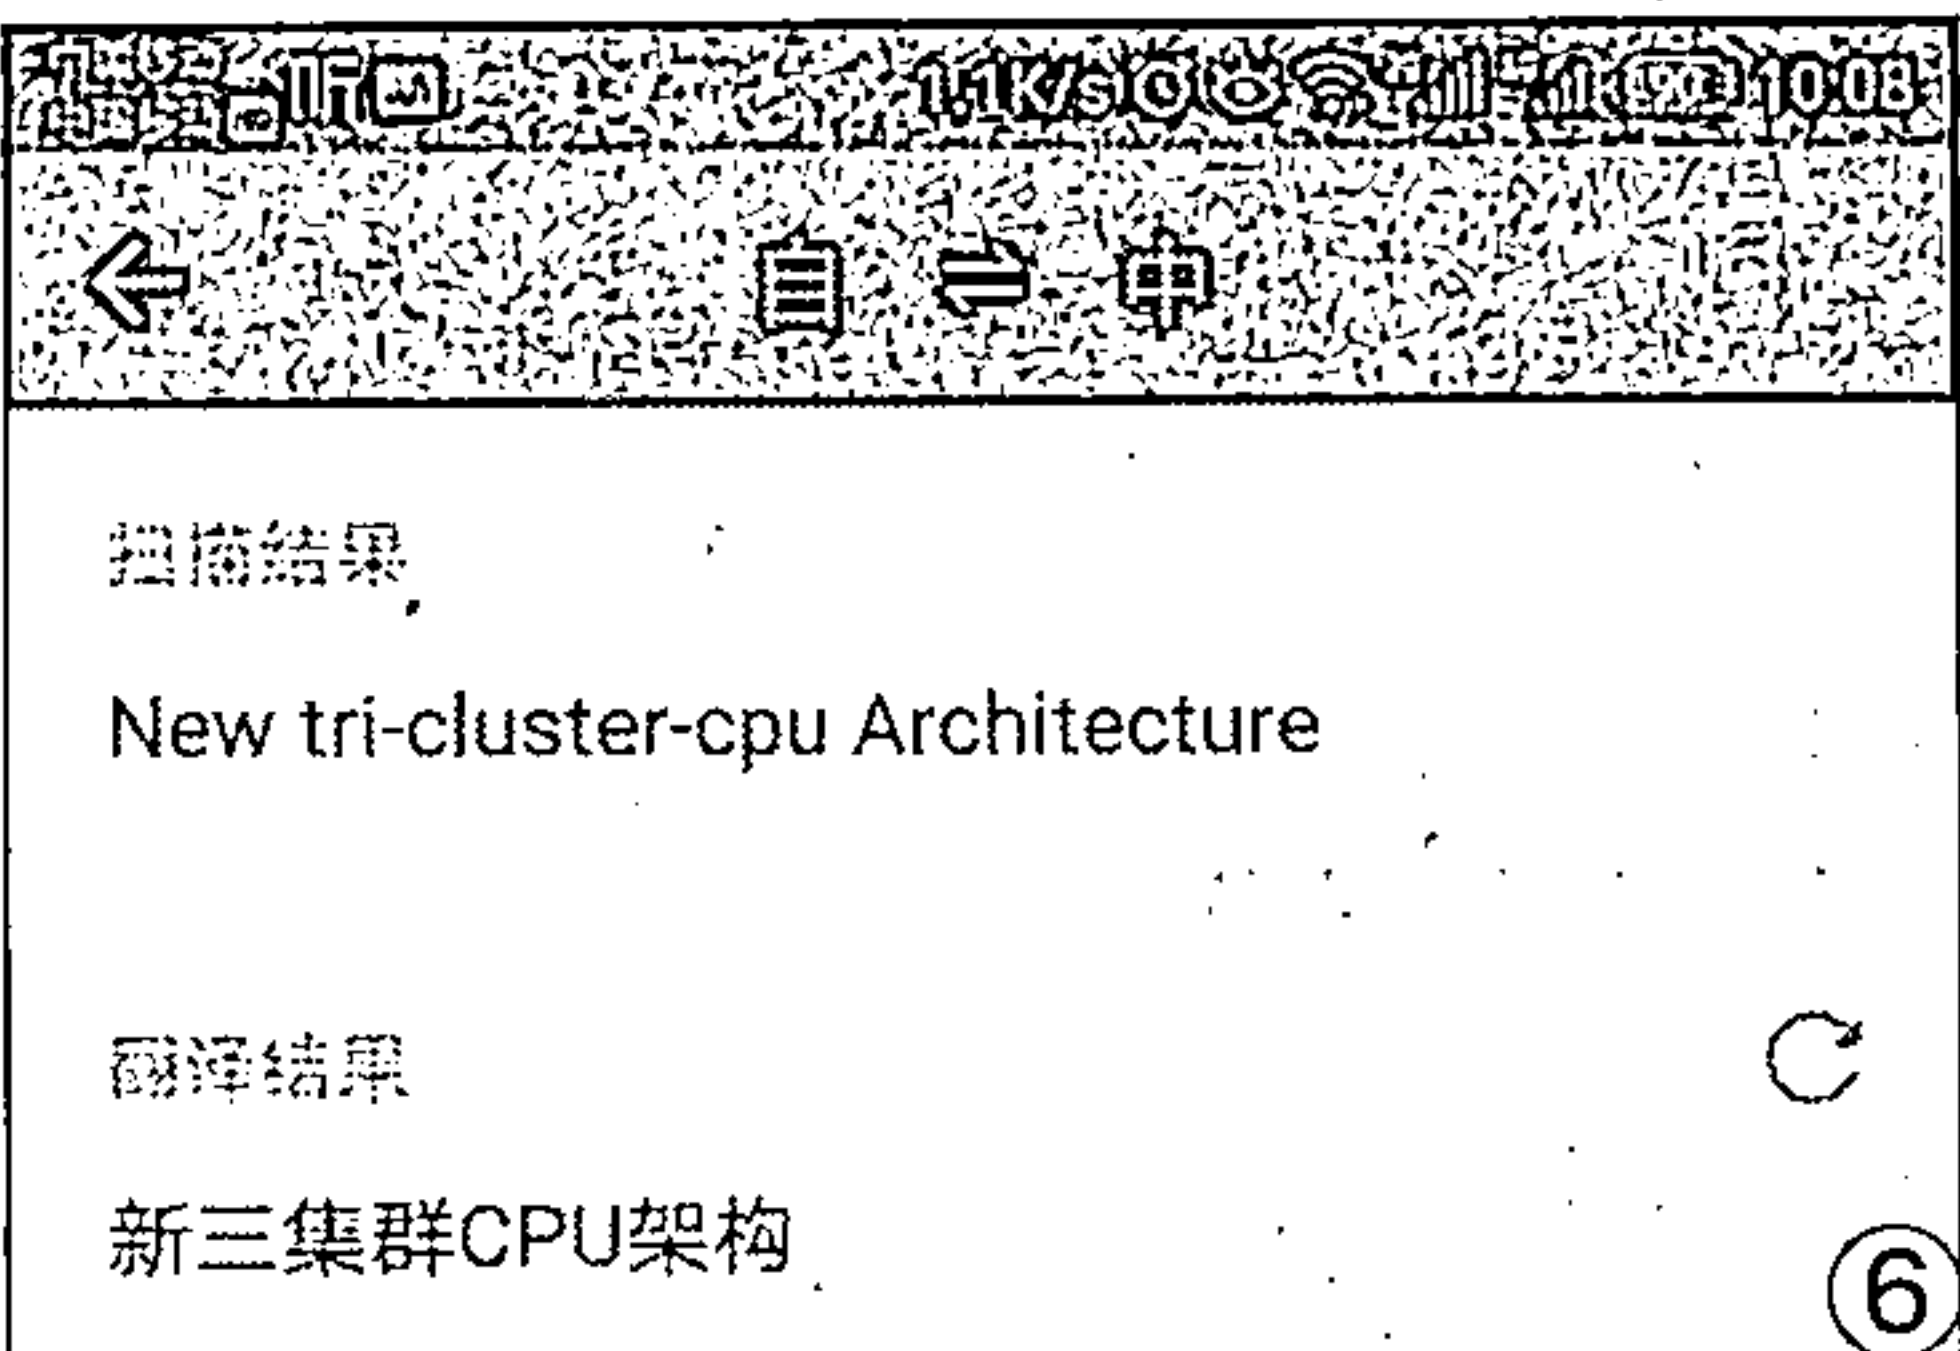 1.1K/s 10:08
自 中
扫描结果
New tri-cluster-cpu Architecture
翻译结果
新三集群CPU架构
6